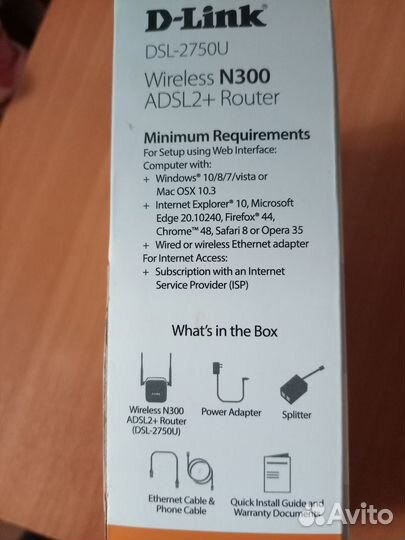 D-Link®
DSL-2750U
Wireless N300
ADSL2+ Router
Minimum Requirements
For Setup using Web Interface:
Computer with:
+ Windows® 10/8/7/vista or
Mac OSX 10.3
+ Internet Explorer® 10, Microsoft
Edge 20.10240, Firefox® 44,
Chrome™ 48, Safari 8 or Opera 35
+ Wired or wireless Ethernet adapter
For Internet Access:
+ Subscription with an Internet
Service Provider (ISP)
What's in the Box
Wireless N300
ADSL2+ Router
(DSL-2750U)
Power Adapter
Splitter
Ethernet Cable &
Phone Cable
Quick Install Guide and
Warranty Documents
Avito